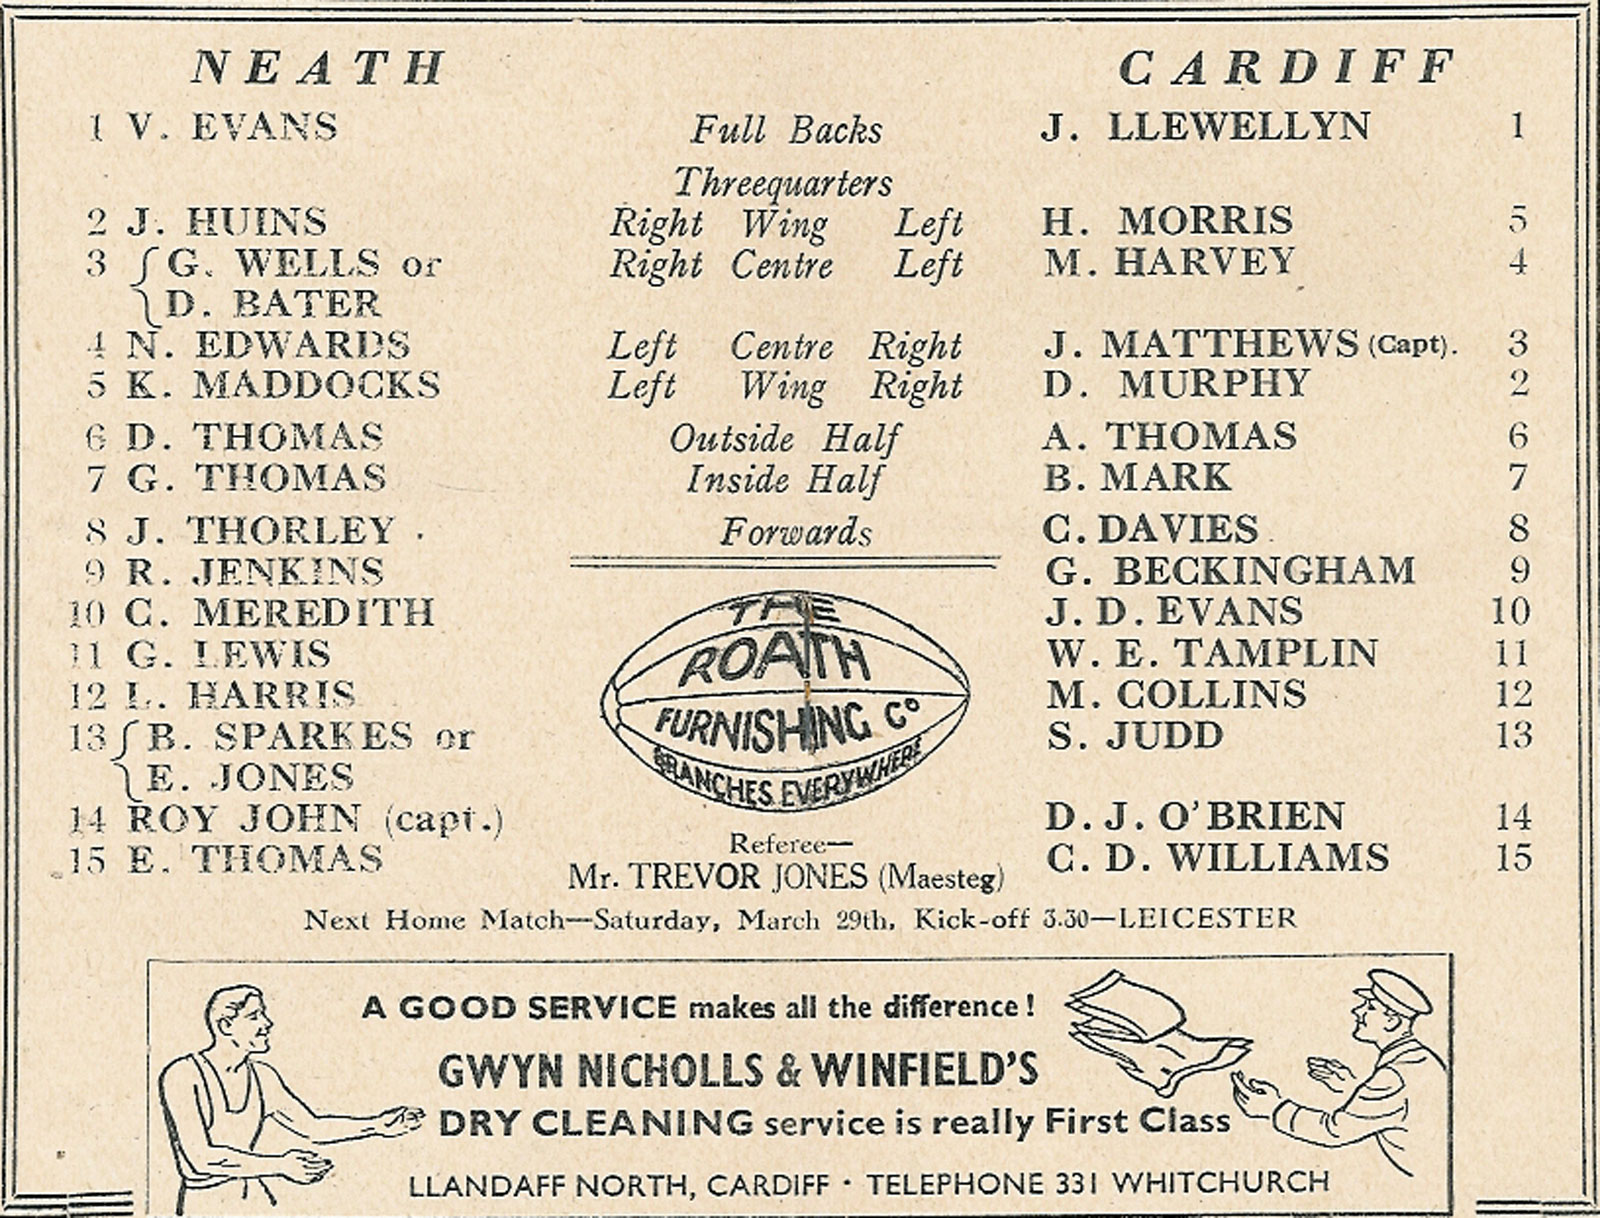 NEATH CARDIFF
1 V. EVANS Full Backs J. LLEWELLYN 1
Threequarters
2 J. HUINS Right Wing Left H. MORRIS 5
3 { G. WELLS or Right Centre Left M. HARVEY 4
{ D. BATER
4 N. EDWARDS Left Centre Right J. MATTHEWS (Capt). 3
5 K. MADDOCKS Left Wing Right D. MURPHY 2
6 D. THOMAS Outside Half A. THOMAS 6
7 G. THOMAS Inside Half B. MARK 7
8 J. THORLEY Forwards C. DAVIES 8
9 R. JENKINS G. BECKINGHAM 9
10 C. MEREDITH J. D. EVANS 10
11 G. LEWIS W. E. TAMPLIN 11
12 L. HARRIS M. COLLINS 12
13 { B. SPARKES or S. JUDD 13
{ E. JONES
14 ROY JOHN (capt.) D. J. O'BRIEN 14
15 E. THOMAS C. D. WILLIAMS 15
THE
ROATH
FURNISHING Co
BRANCHES EVERYWHERE
Referee—
Mr. TREVOR JONES (Maesteg)
Next Home Match—Saturday, March 29th, Kick-off 3.30—LEICESTER
A GOOD SERVICE makes all the difference!
GWYN NICHOLLS & WINFIELD'S
DRY CLEANING service is really First Class
LLANDAFF NORTH, CARDIFF · TELEPHONE 331 WHITCHURCH